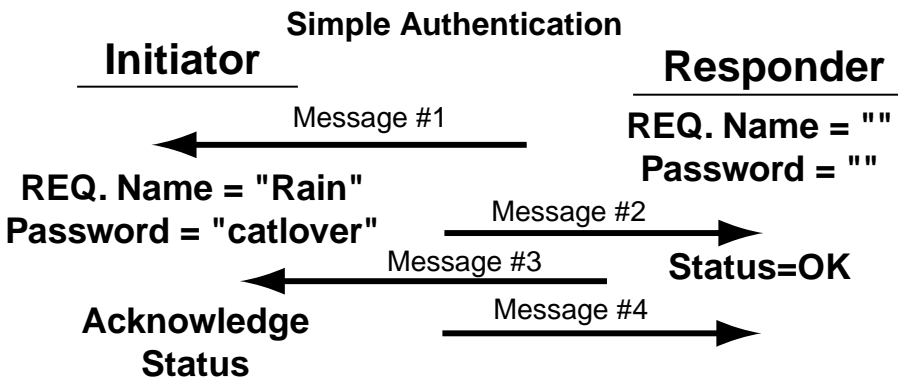 Simple Authentication
Initiator
Responder
Message #1
REQ. Name = ""
Password = ""
REQ. Name = "Rain"
Password = "catlover"
Message #2
Message #3
Status=OK
Acknowledge
Status
Message #4